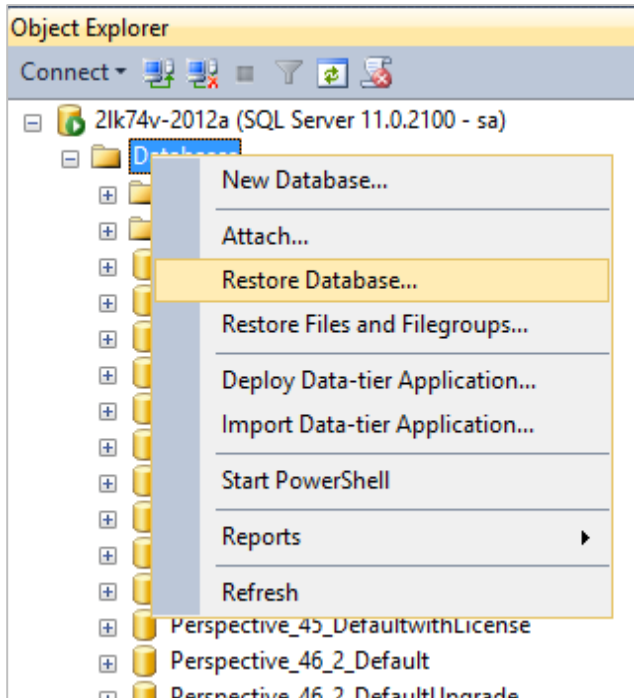 Object Explorer
Connect
2lk74v-2012a (SQL Server 11.0.2100 - sa)
Databases
New Database...
Attach...
Restore Database...
Restore Files and Filegroups...
Deploy Data-tier Application...
Import Data-tier Application...
Start PowerShell
Reports
Refresh
Perspective_45_DefaultwithLicense
Perspective_46_2_Default
Perspective_46_2_DefaultUpgrade